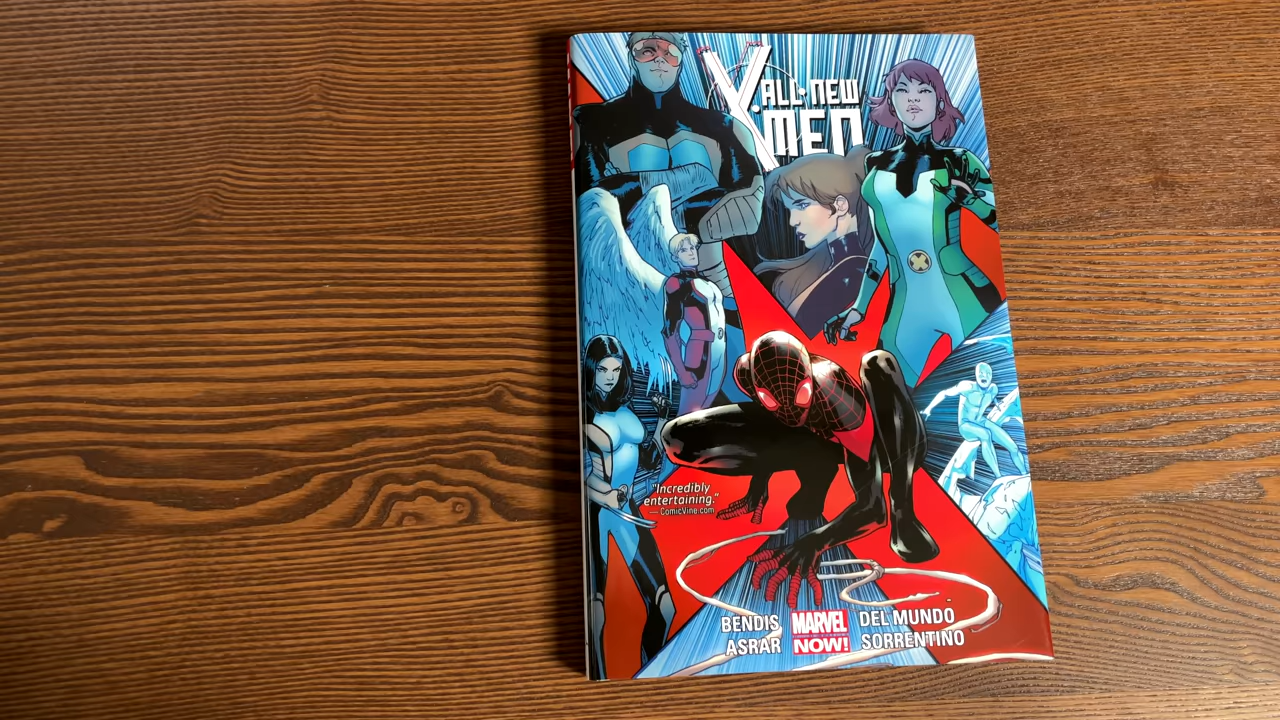 ALL·NEW
X·MEN
"Incredibly
entertaining."
— ComicVine.com
BENDIS
ASRAR
MARVEL
NOW!
DEL MUNDO
SORRENTINO